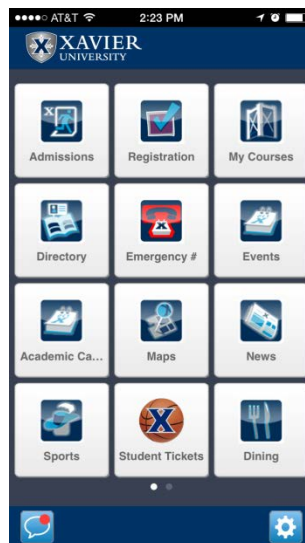 AT&T 2:23 PM
XAVIER
UNIVERSITY
Admissions Registration My Courses
Directory Emergency # Events
Academic Ca... Maps News
Sports Student Tickets Dining